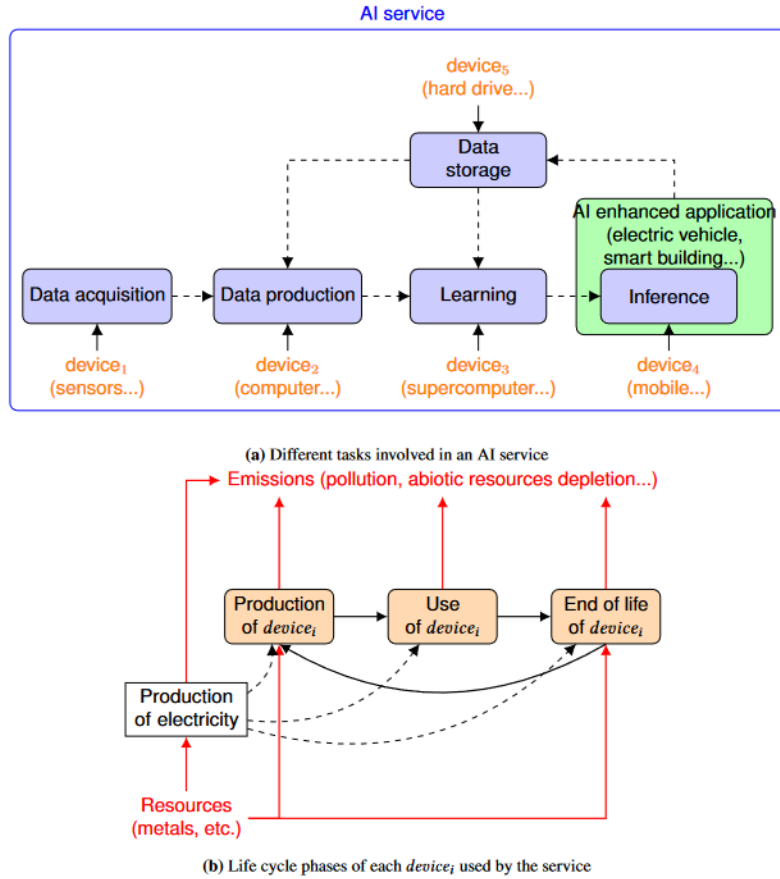 AI service
device₅
(hard drive...)
Data
storage
AI enhanced application
(electric vehicle,
smart building...)
Data acquisition
Data production
Learning
Inference
device₁
(sensors...)
device₂
(computer...)
device₃
(supercomputer...)
device₄
(mobile...)
(a) Different tasks involved in an AI service
Emissions (pollution, abiotic resources depletion...)
Production
of deviceᵢ
Use
of deviceᵢ
End of life
of deviceᵢ
Production
of electricity
Resources
(metals, etc.)
(b) Life cycle phases of each deviceᵢ used by the service